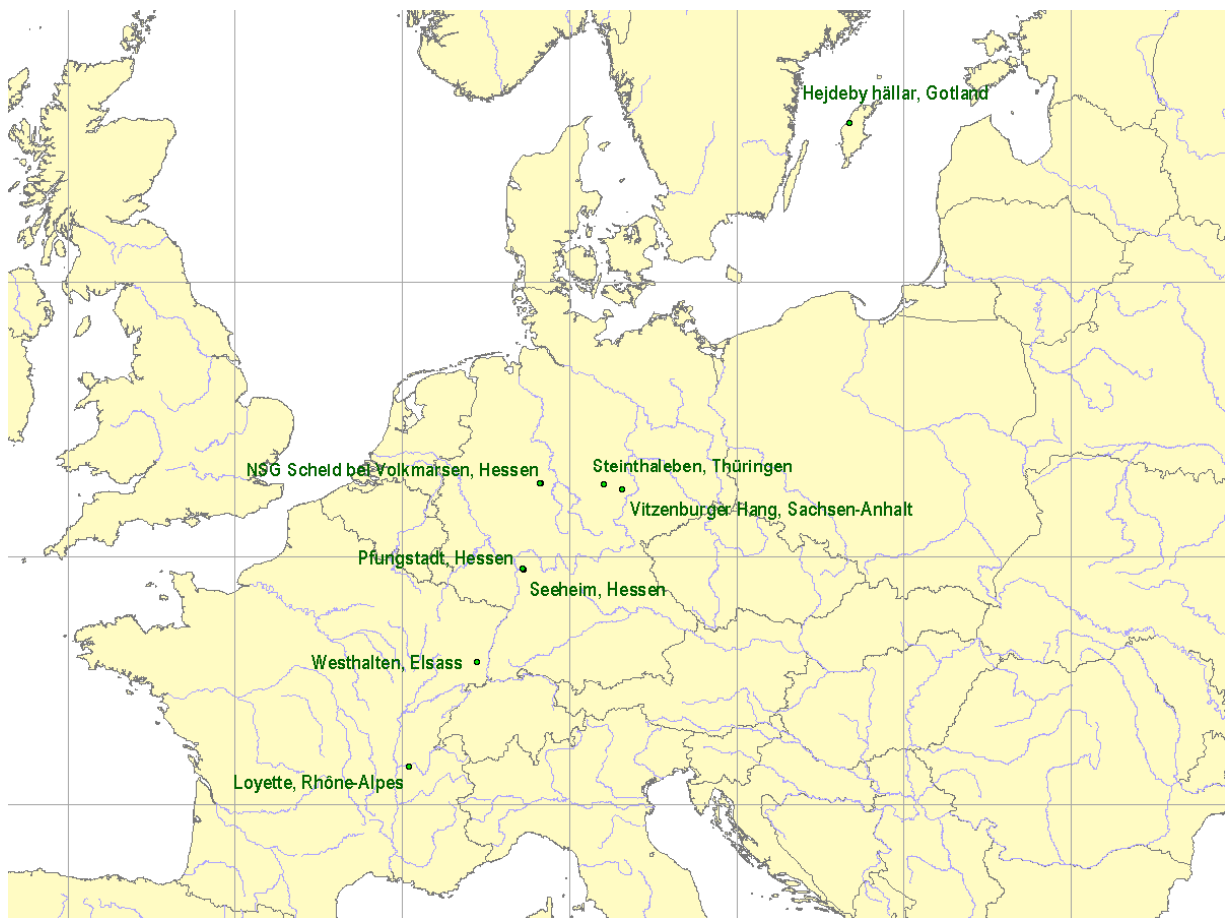 Hejdeby hällar, Gotland
Steinthaleben, Thüringen
NSG Scheid bei Volkmarsen, Hessen
Vitzenburger Hang, Sachsen-Anhalt
Pfungstadt, Hessen
Seeheim, Hessen
Westhalten, Elsass
Loyette, Rhône-Alpes